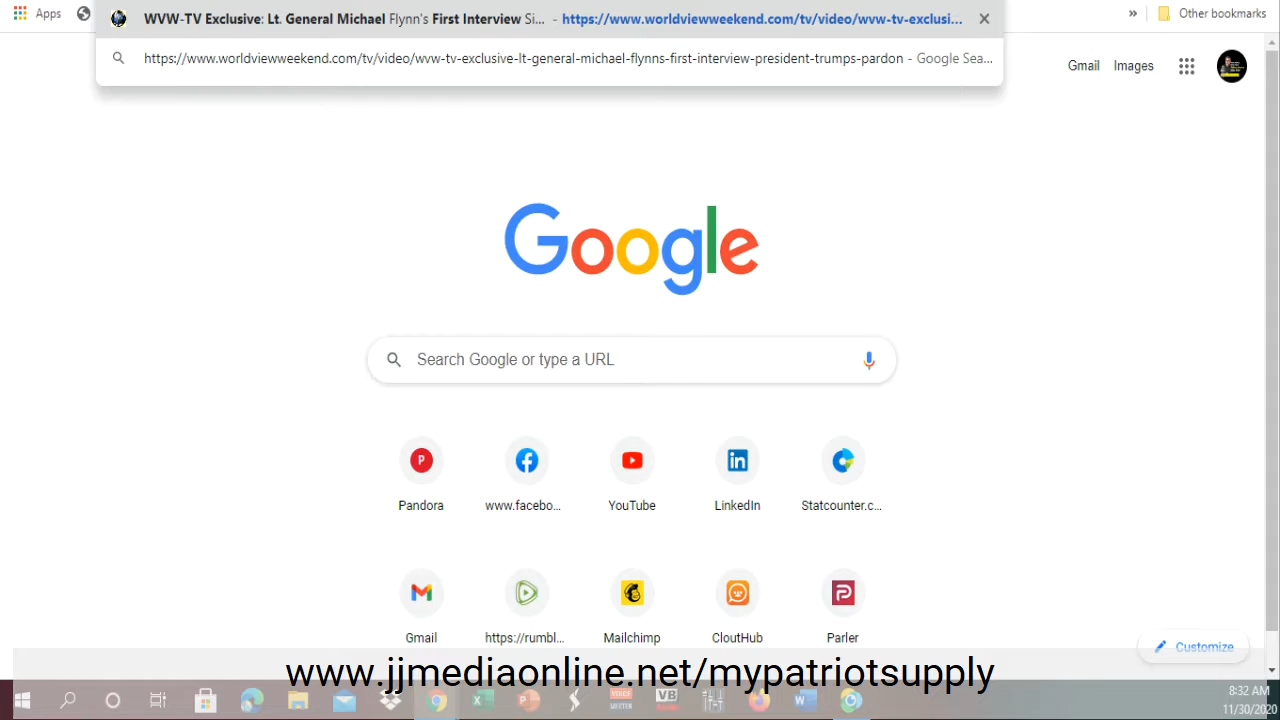 Apps
WVW-TV Exclusive: Lt. General Michael Flynn's First Interview Si... - https://www.worldviewweekend.com/tv/video/wvw-tv-exclusi...
» Other bookmarks
https://www.worldviewweekend.com/tv/video/wvw-tv-exclusive-lt-general-michael-flynns-first-interview-president-trumps-pardon - Google Sea...
Gmail Images
Google
Search Google or type a URL
Pandora www.facebo... YouTube LinkedIn Statcounter.c...
Gmail https://rumbl... Mailchimp CloutHub Parler
Customize
www.jjmediaonline.net/mypatriotsupply
8:32 AM
11/30/2020